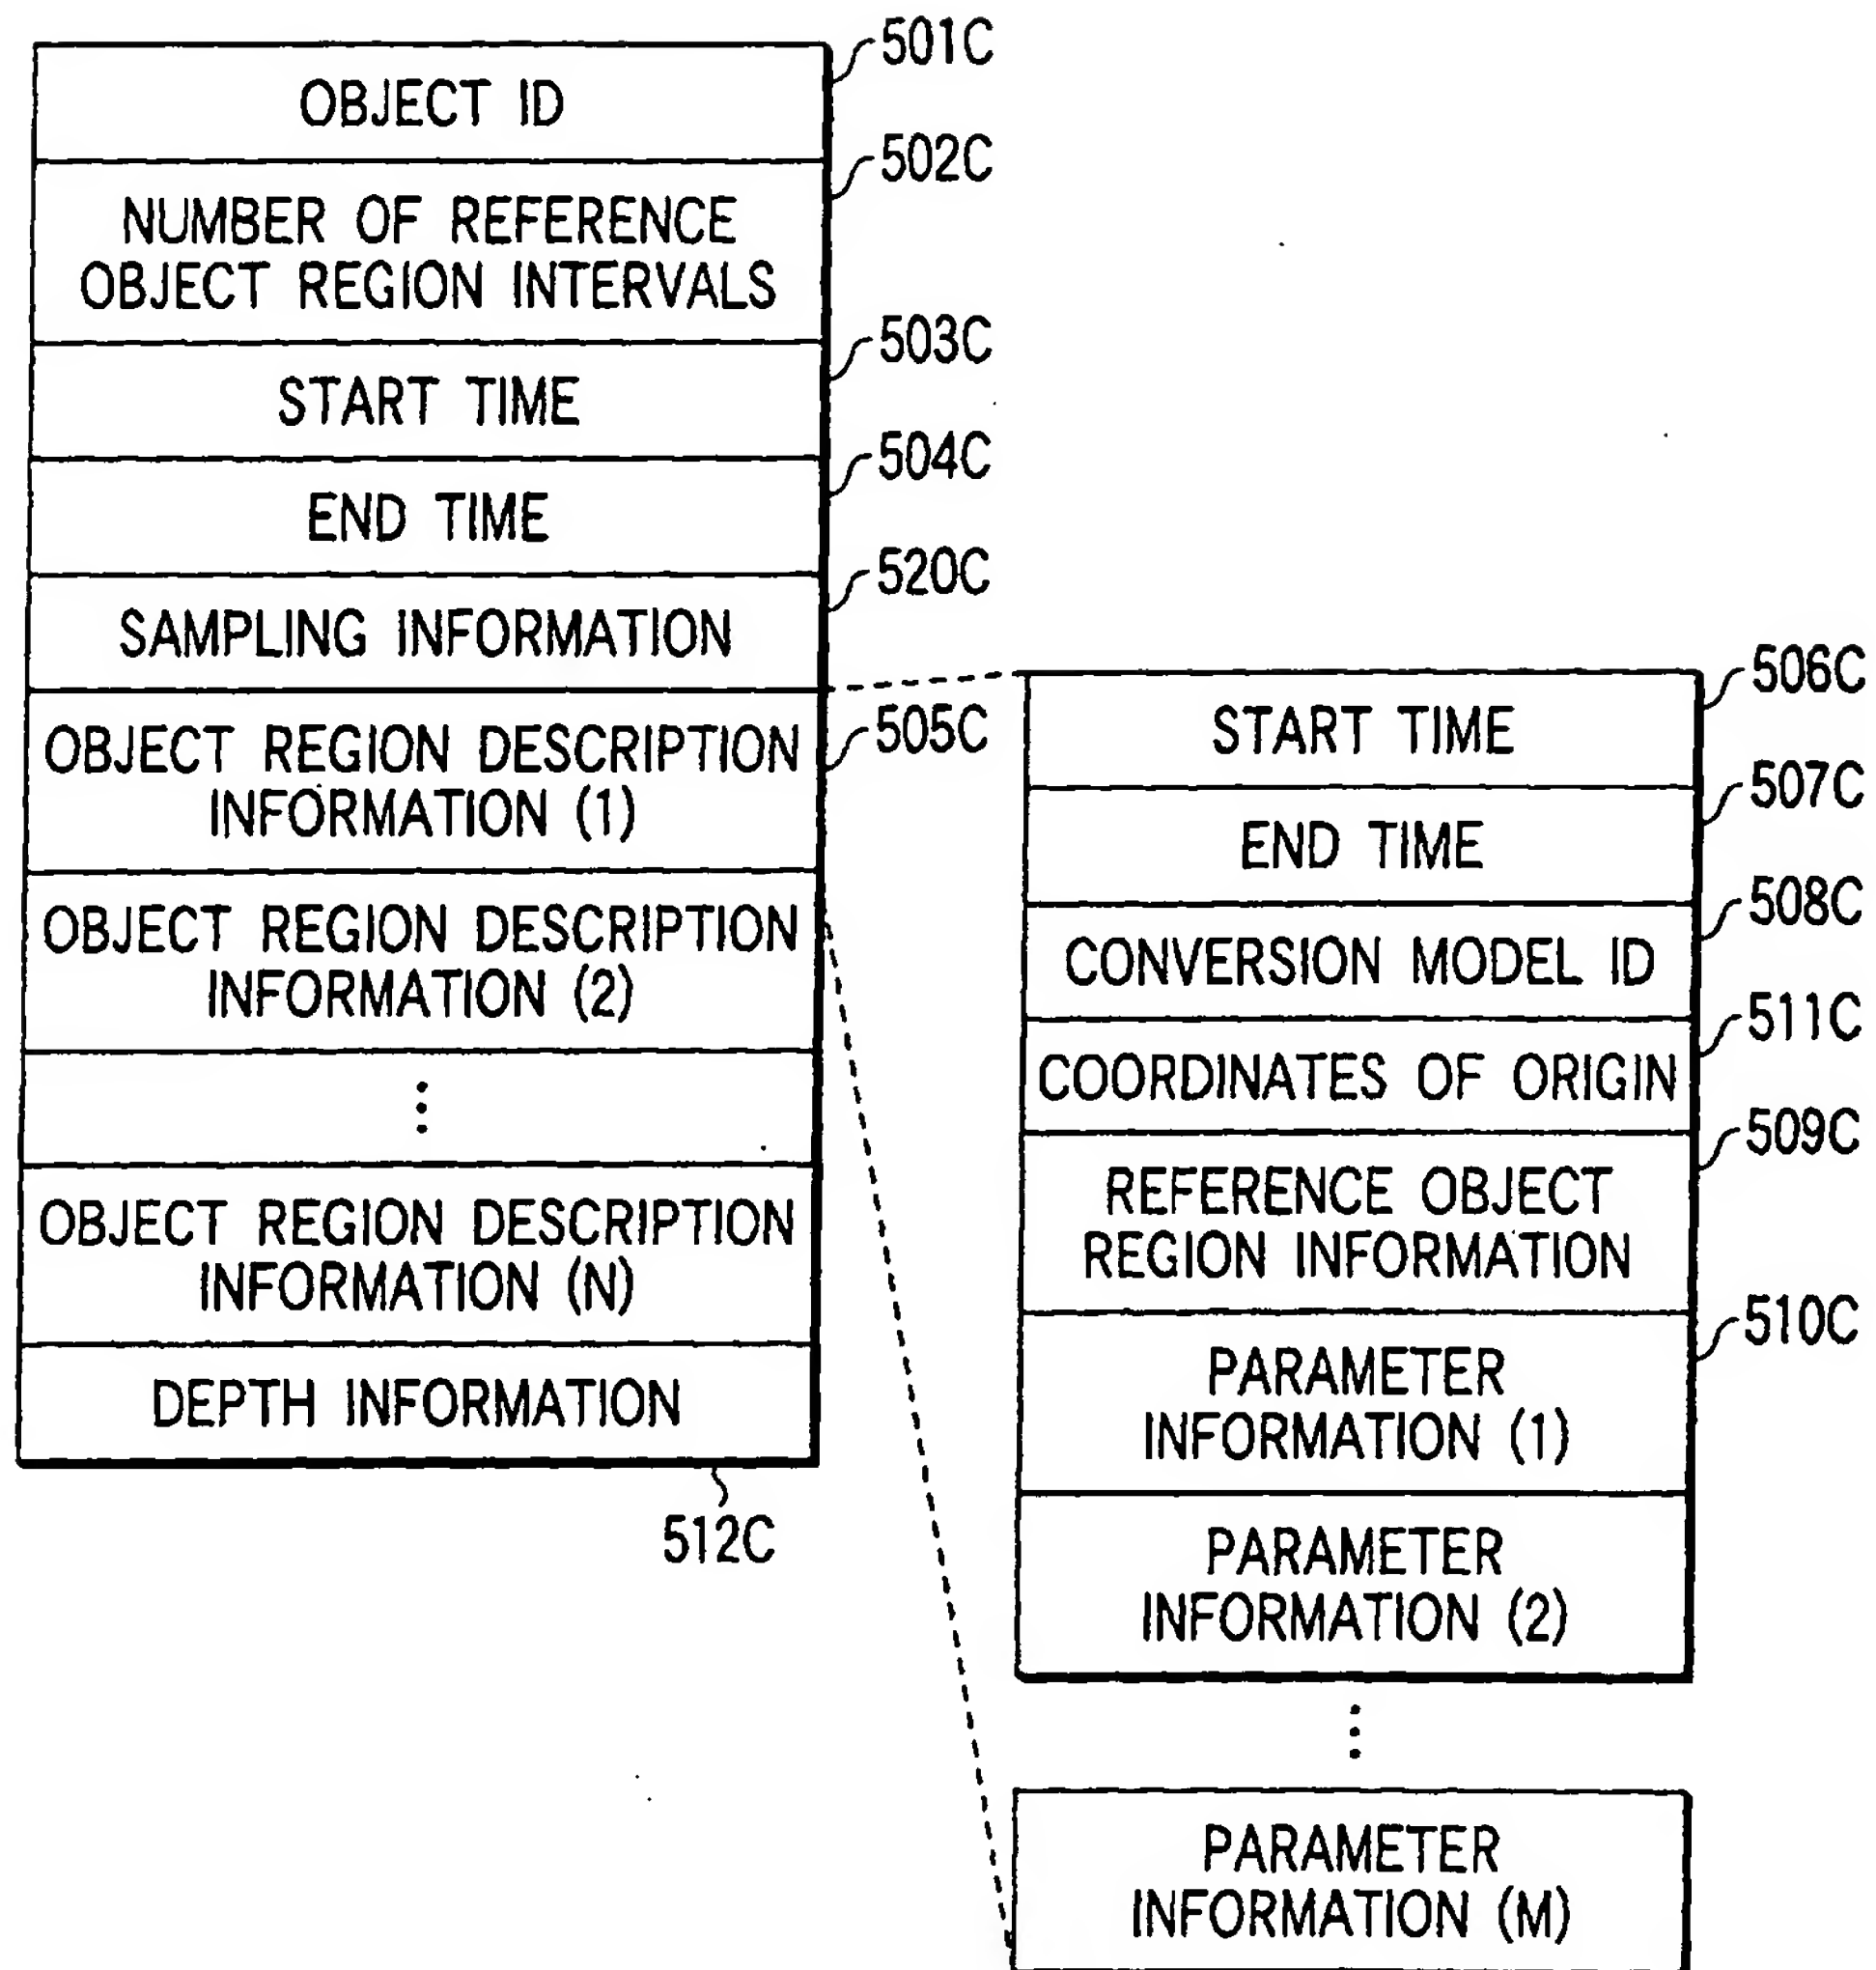 501C
OBJECT ID
502C
NUMBER OF REFERENCE
OBJECT REGION INTERVALS
503C
START TIME
504C
END TIME
520C
SAMPLING INFORMATION
505C
OBJECT REGION DESCRIPTION
INFORMATION (1)
OBJECT REGION DESCRIPTION
INFORMATION (2)
⋮
OBJECT REGION DESCRIPTION
INFORMATION (N)
DEPTH INFORMATION
512C
506C
START TIME
507C
END TIME
508C
CONVERSION MODEL ID
511C
COORDINATES OF ORIGIN
509C
REFERENCE OBJECT
REGION INFORMATION
510C
PARAMETER
INFORMATION (1)
PARAMETER
INFORMATION (2)
⋮
PARAMETER
INFORMATION (M)